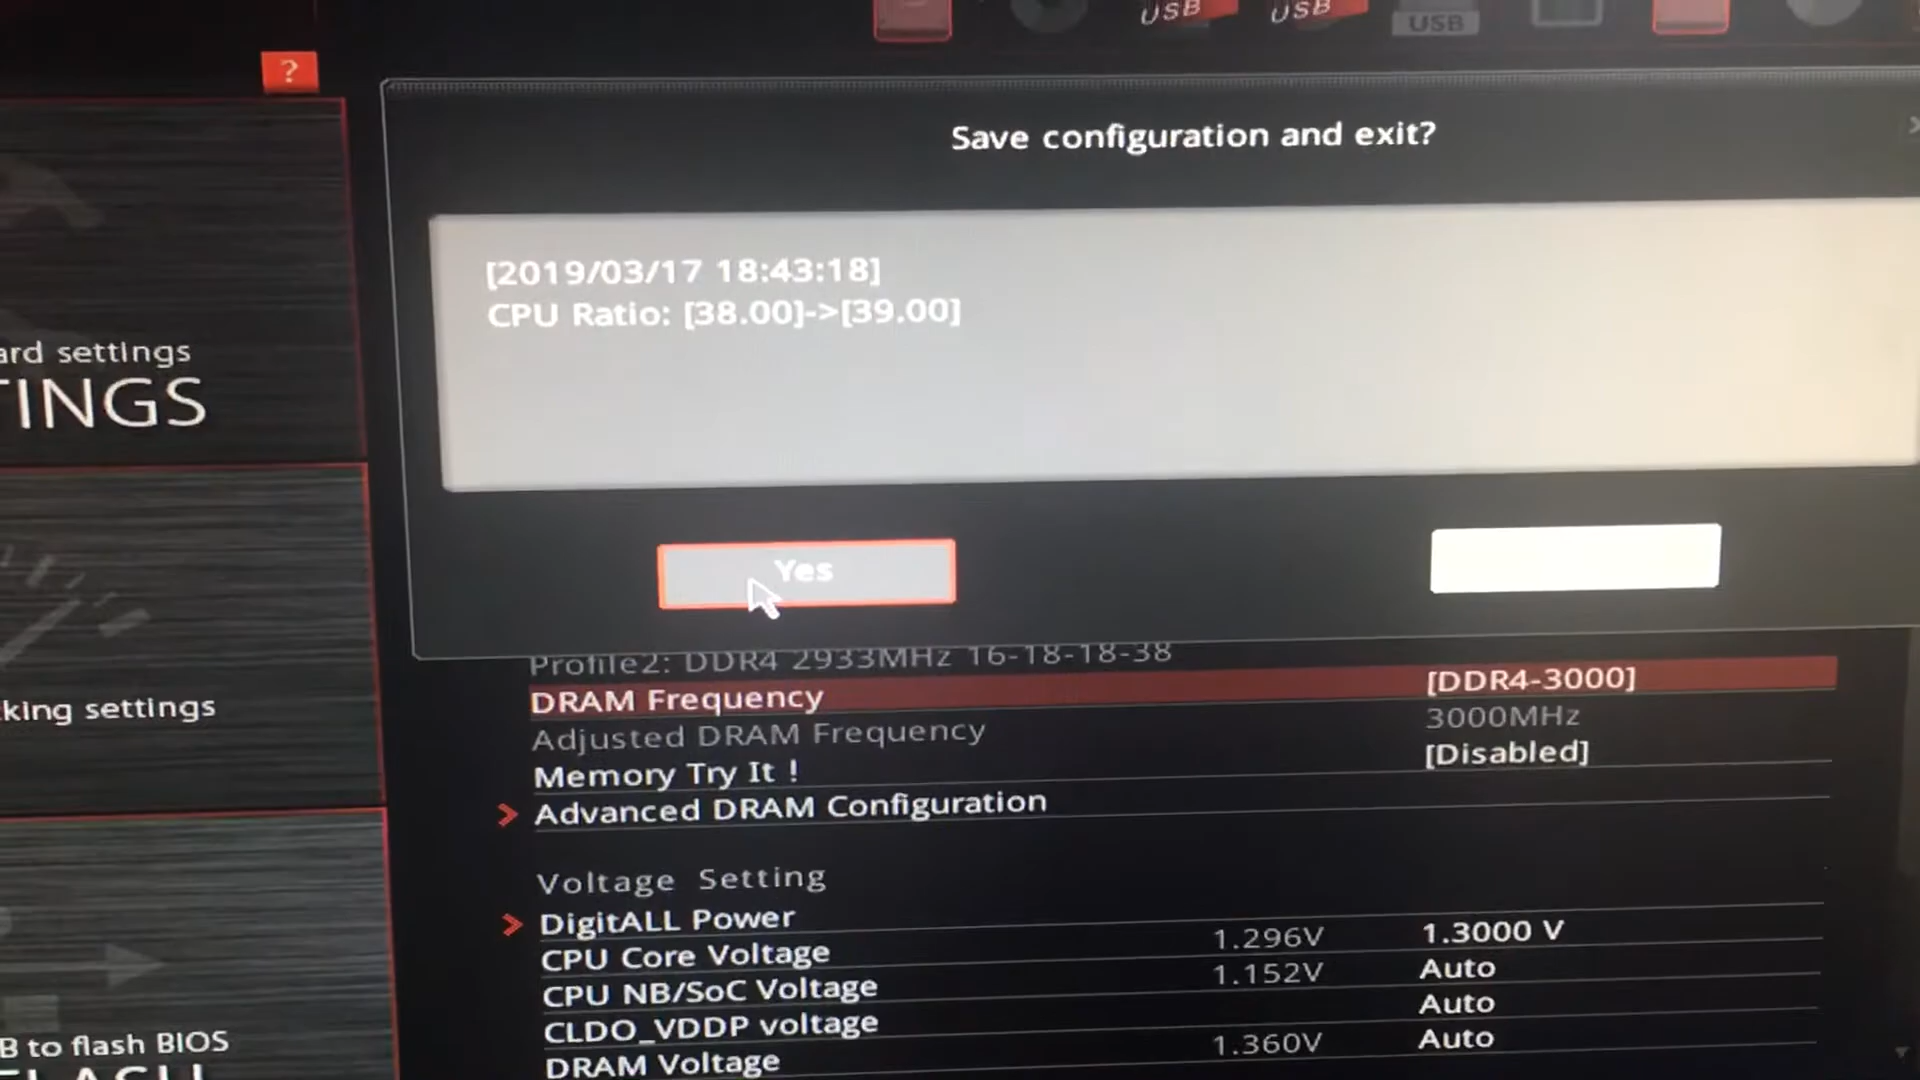 USB USB USB
?
Save configuration and exit?
[2019/03/17 18:43:18]
CPU Ratio: [38.00]->[39.00]
ard settings
TINGS
Yes
Profile2: DDR4 2933MHz 16-18-18-38
DRAM Frequency [DDR4-3000]
Adjusted DRAM Frequency 3000MHz
king settings
Memory Try It ! [Disabled]
Advanced DRAM Configuration
Voltage Setting
DigitALL Power
CPU Core Voltage 1.296V 1.3000 V
CPU NB/SoC Voltage 1.152V Auto
CLDO_VDDP voltage Auto
B to flash BIOS
DRAM Voltage 1.360V Auto